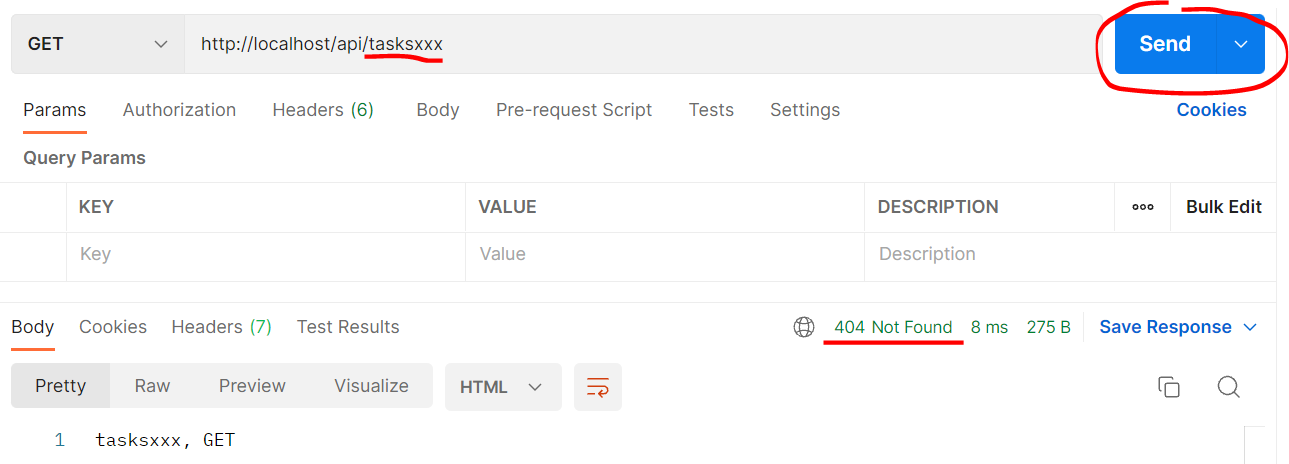 GET http://localhost/api/tasksxxx Send
Params Authorization Headers (6) Body Pre-request Script Tests Settings Cookies
Query Params
KEY VALUE DESCRIPTION ooo Bulk Edit
Key Value Description
Body Cookies Headers (7) Test Results 404 Not Found 8 ms 275 B Save Response
Pretty Raw Preview Visualize HTML
1 tasksxxx, GET